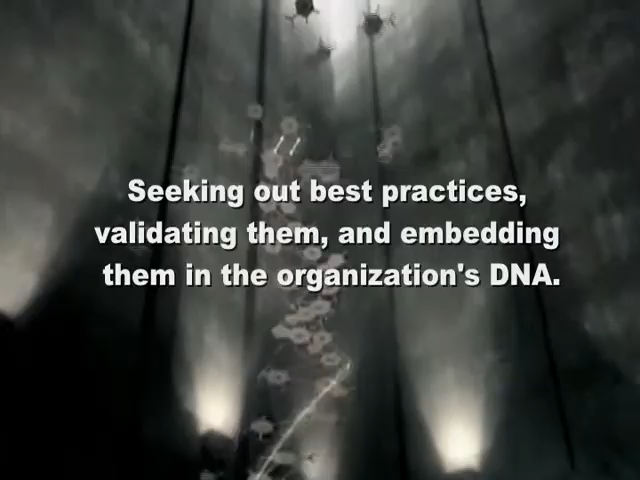 Seeking out best practices,
validating them, and embedding
them in the organization's DNA.